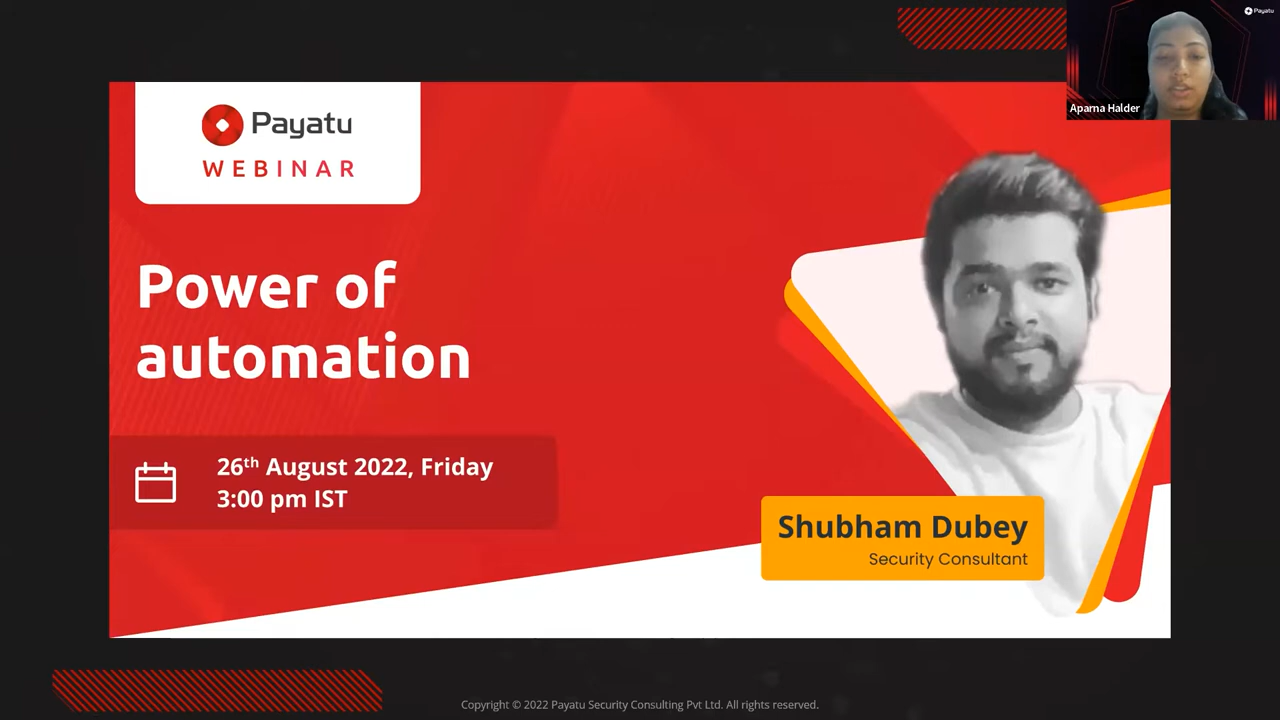 Payatu
Aparna Halder
Payatu
WEBINAR
Power of
automation
26th August 2022, Friday
3:00 pm IST
Shubham Dubey
Security Consultant
Copyright © 2022 Payatu Security Consulting Pvt Ltd. All rights reserved.